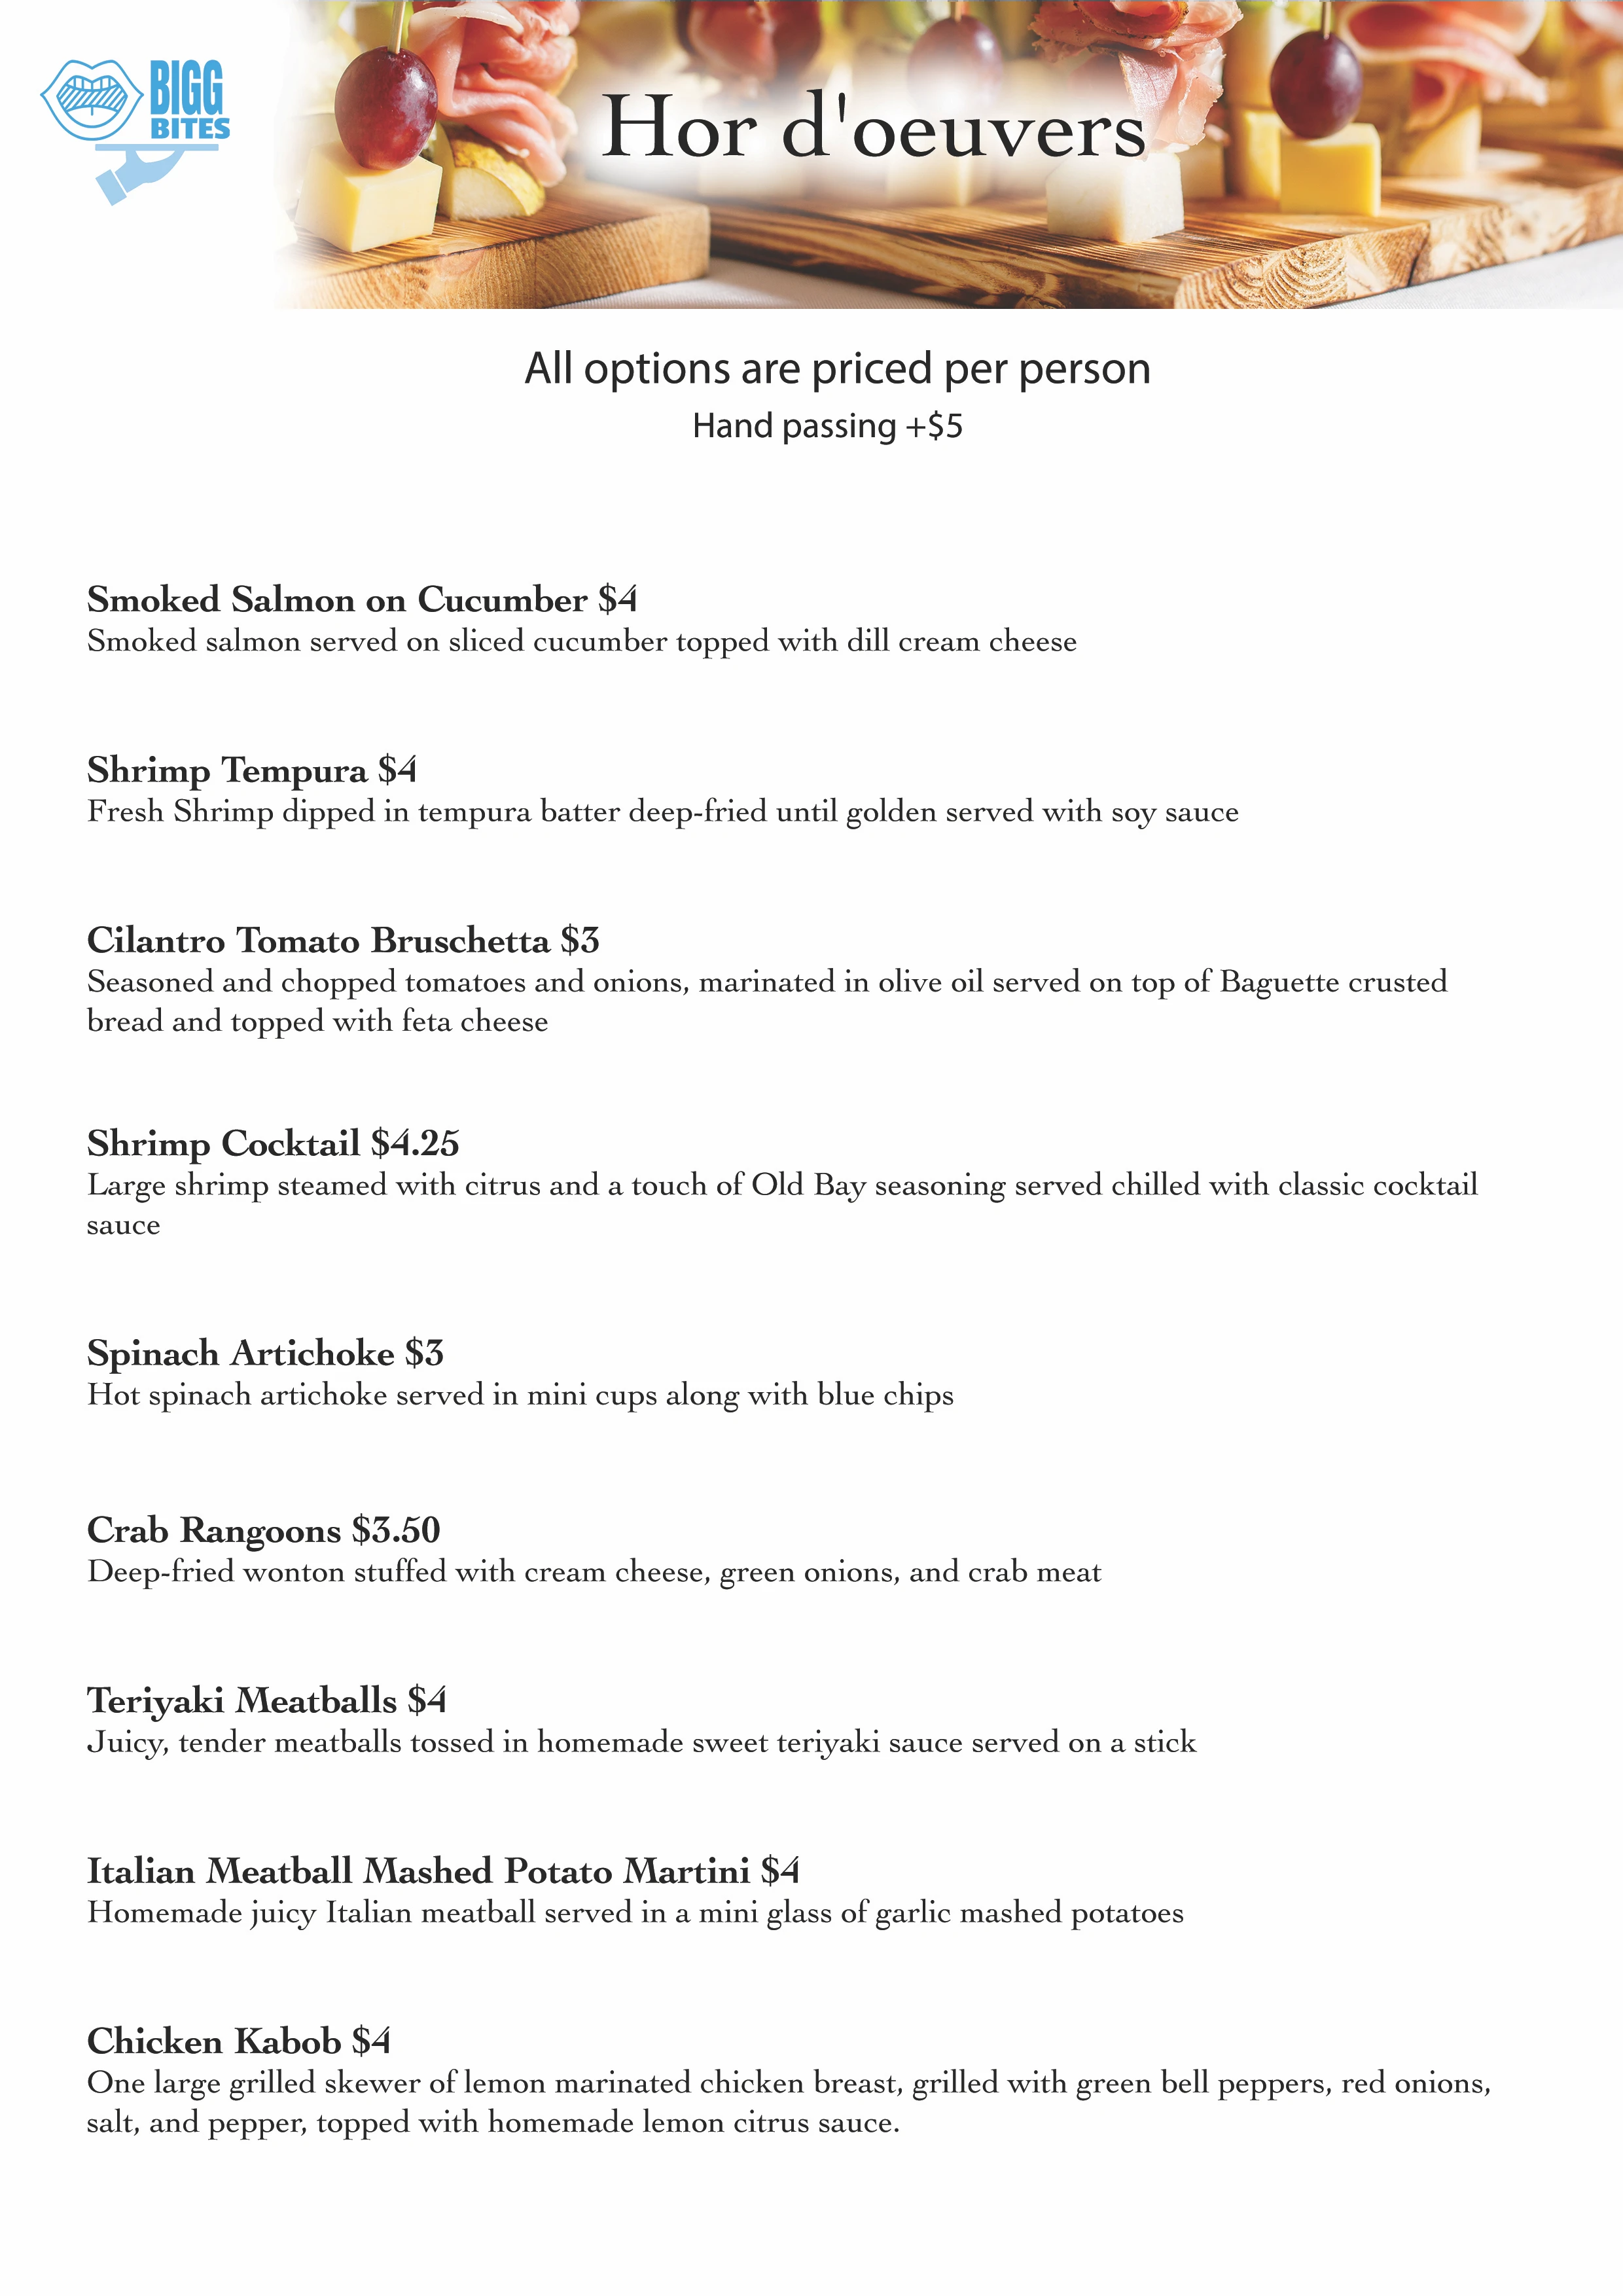 BIGG
BITES
Hor d'oeuvers
All options are priced per person
Hand passing +$5
Smoked Salmon on Cucumber $4
Smoked salmon served on sliced cucumber topped with dill cream cheese
Shrimp Tempura $4
Fresh Shrimp dipped in tempura batter deep-fried until golden served with soy sauce
Cilantro Tomato Bruschetta $3
Seasoned and chopped tomatoes and onions, marinated in olive oil served on top of Baguette crusted
bread and topped with feta cheese
Shrimp Cocktail $4.25
Large shrimp steamed with citrus and a touch of Old Bay seasoning served chilled with classic cocktail
sauce
Spinach Artichoke $3
Hot spinach artichoke served in mini cups along with blue chips
Crab Rangoons $3.50
Deep-fried wonton stuffed with cream cheese, green onions, and crab meat
Teriyaki Meatballs $4
Juicy, tender meatballs tossed in homemade sweet teriyaki sauce served on a stick
Italian Meatball Mashed Potato Martini $4
Homemade juicy Italian meatball served in a mini glass of garlic mashed potatoes
Chicken Kabob $4
One large grilled skewer of lemon marinated chicken breast, grilled with green bell peppers, red onions,
salt, and pepper, topped with homemade lemon citrus sauce.